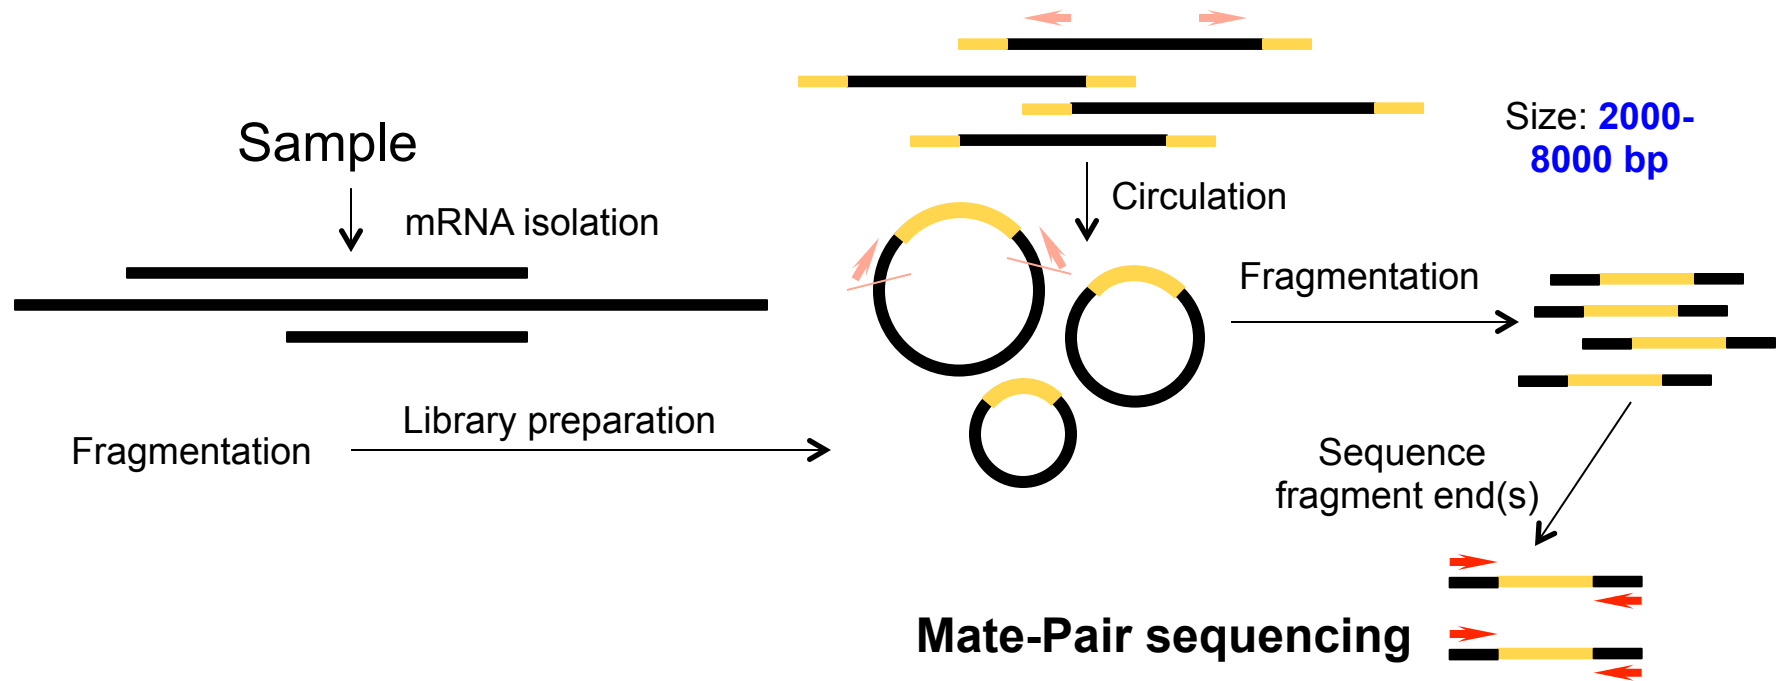 Sample
mRNA isolation
Fragmentation
Library preparation
Size: 2000-
8000 bp
Circulation
Fragmentation
Sequence
fragment end(s)
Mate-Pair sequencing